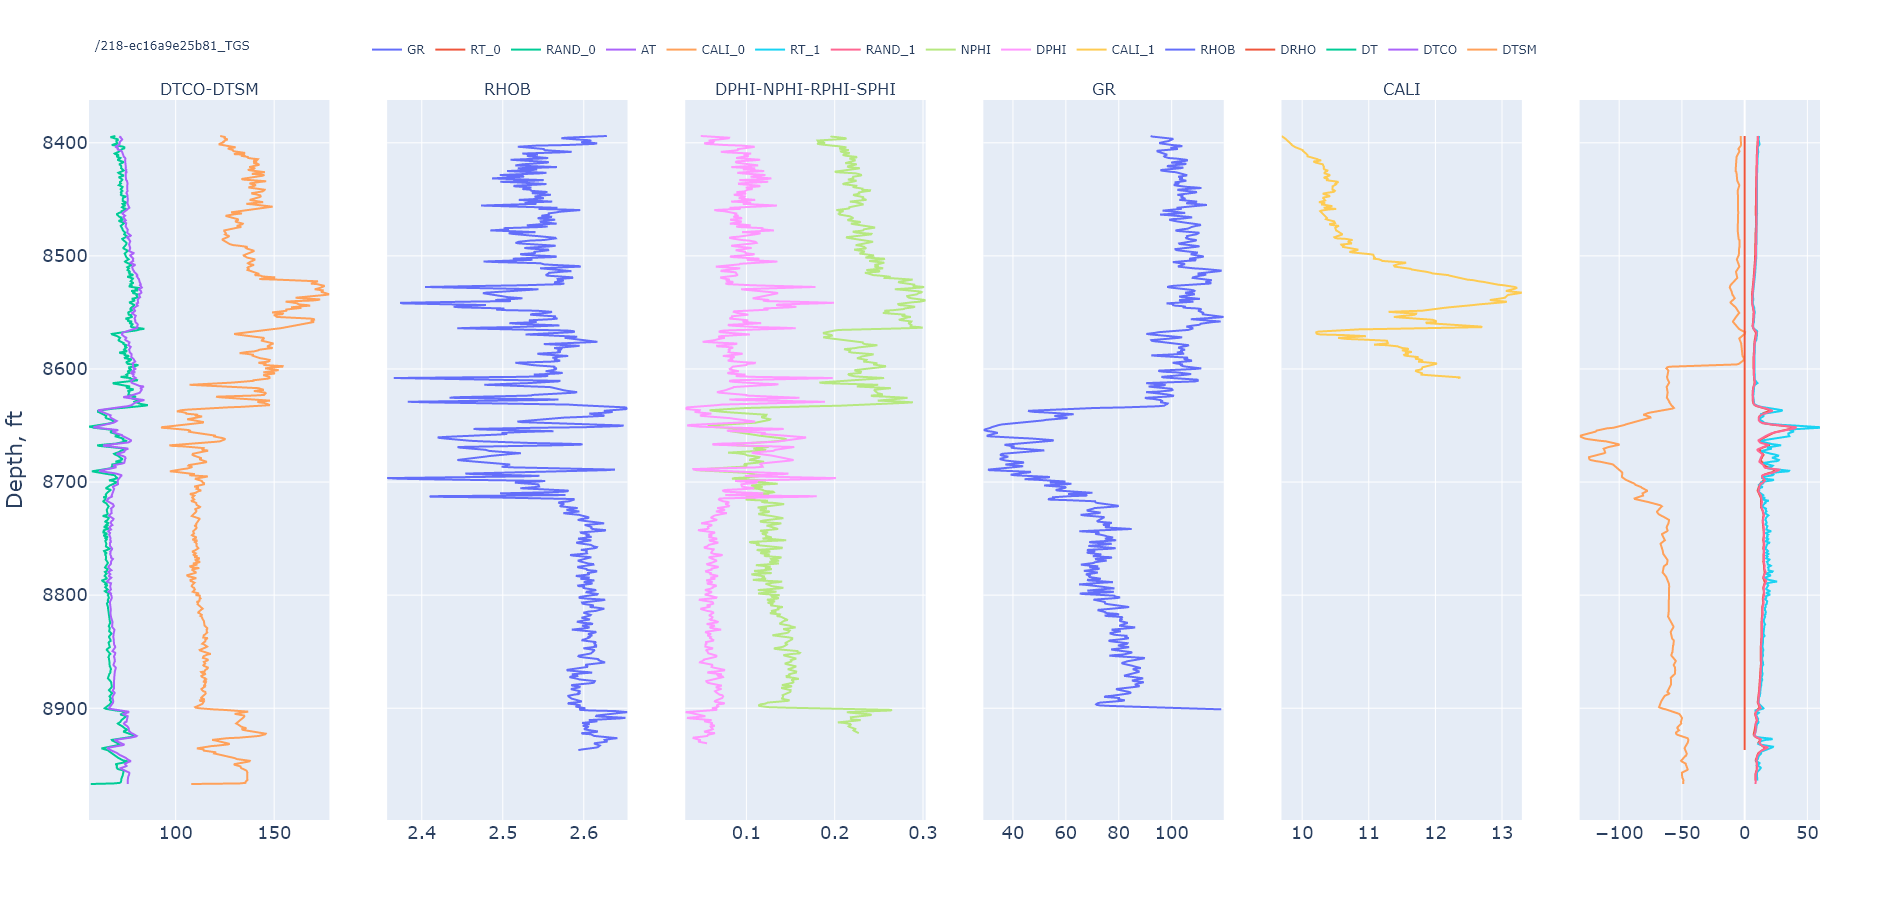 /218-ec16a9e25b81_TGS
GR RT_0 RAND_0 AT CALI_0 RT_1 RAND_1 NPHI DPHI CALI_1 RHOB DRHO DT DTCO DTSM
DTCO-DTSM RHOB DPHI-NPHI-RPHI-SPHI GR CALI
Depth, ft
8400
8500
8600
8700
8800
8900
100 150 2.4 2.5 2.6 0.1 0.2 0.3 40 60 80 100 10 11 12 13 −100 −50 0 50